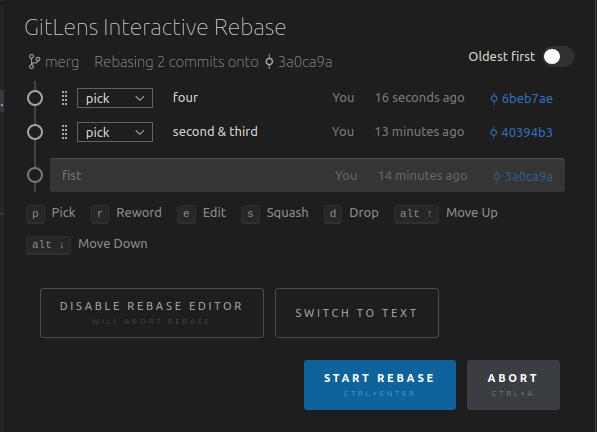 GitLens Interactive Rebase
merg Rebasing 2 commits onto 3a0ca9a Oldest first
pick four You 16 seconds ago 6beb7ae
pick second & third You 13 minutes ago 40394b3
fist You 14 minutes ago 3a0ca9a
p Pick r Reword e Edit s Squash d Drop alt ↑ Move Up
alt ↓ Move Down
DISABLE REBASE EDITOR SWITCH TO TEXT
WILL ABORT REBASE
START REBASE ABORT
CTRL+ENTER CTRL+A